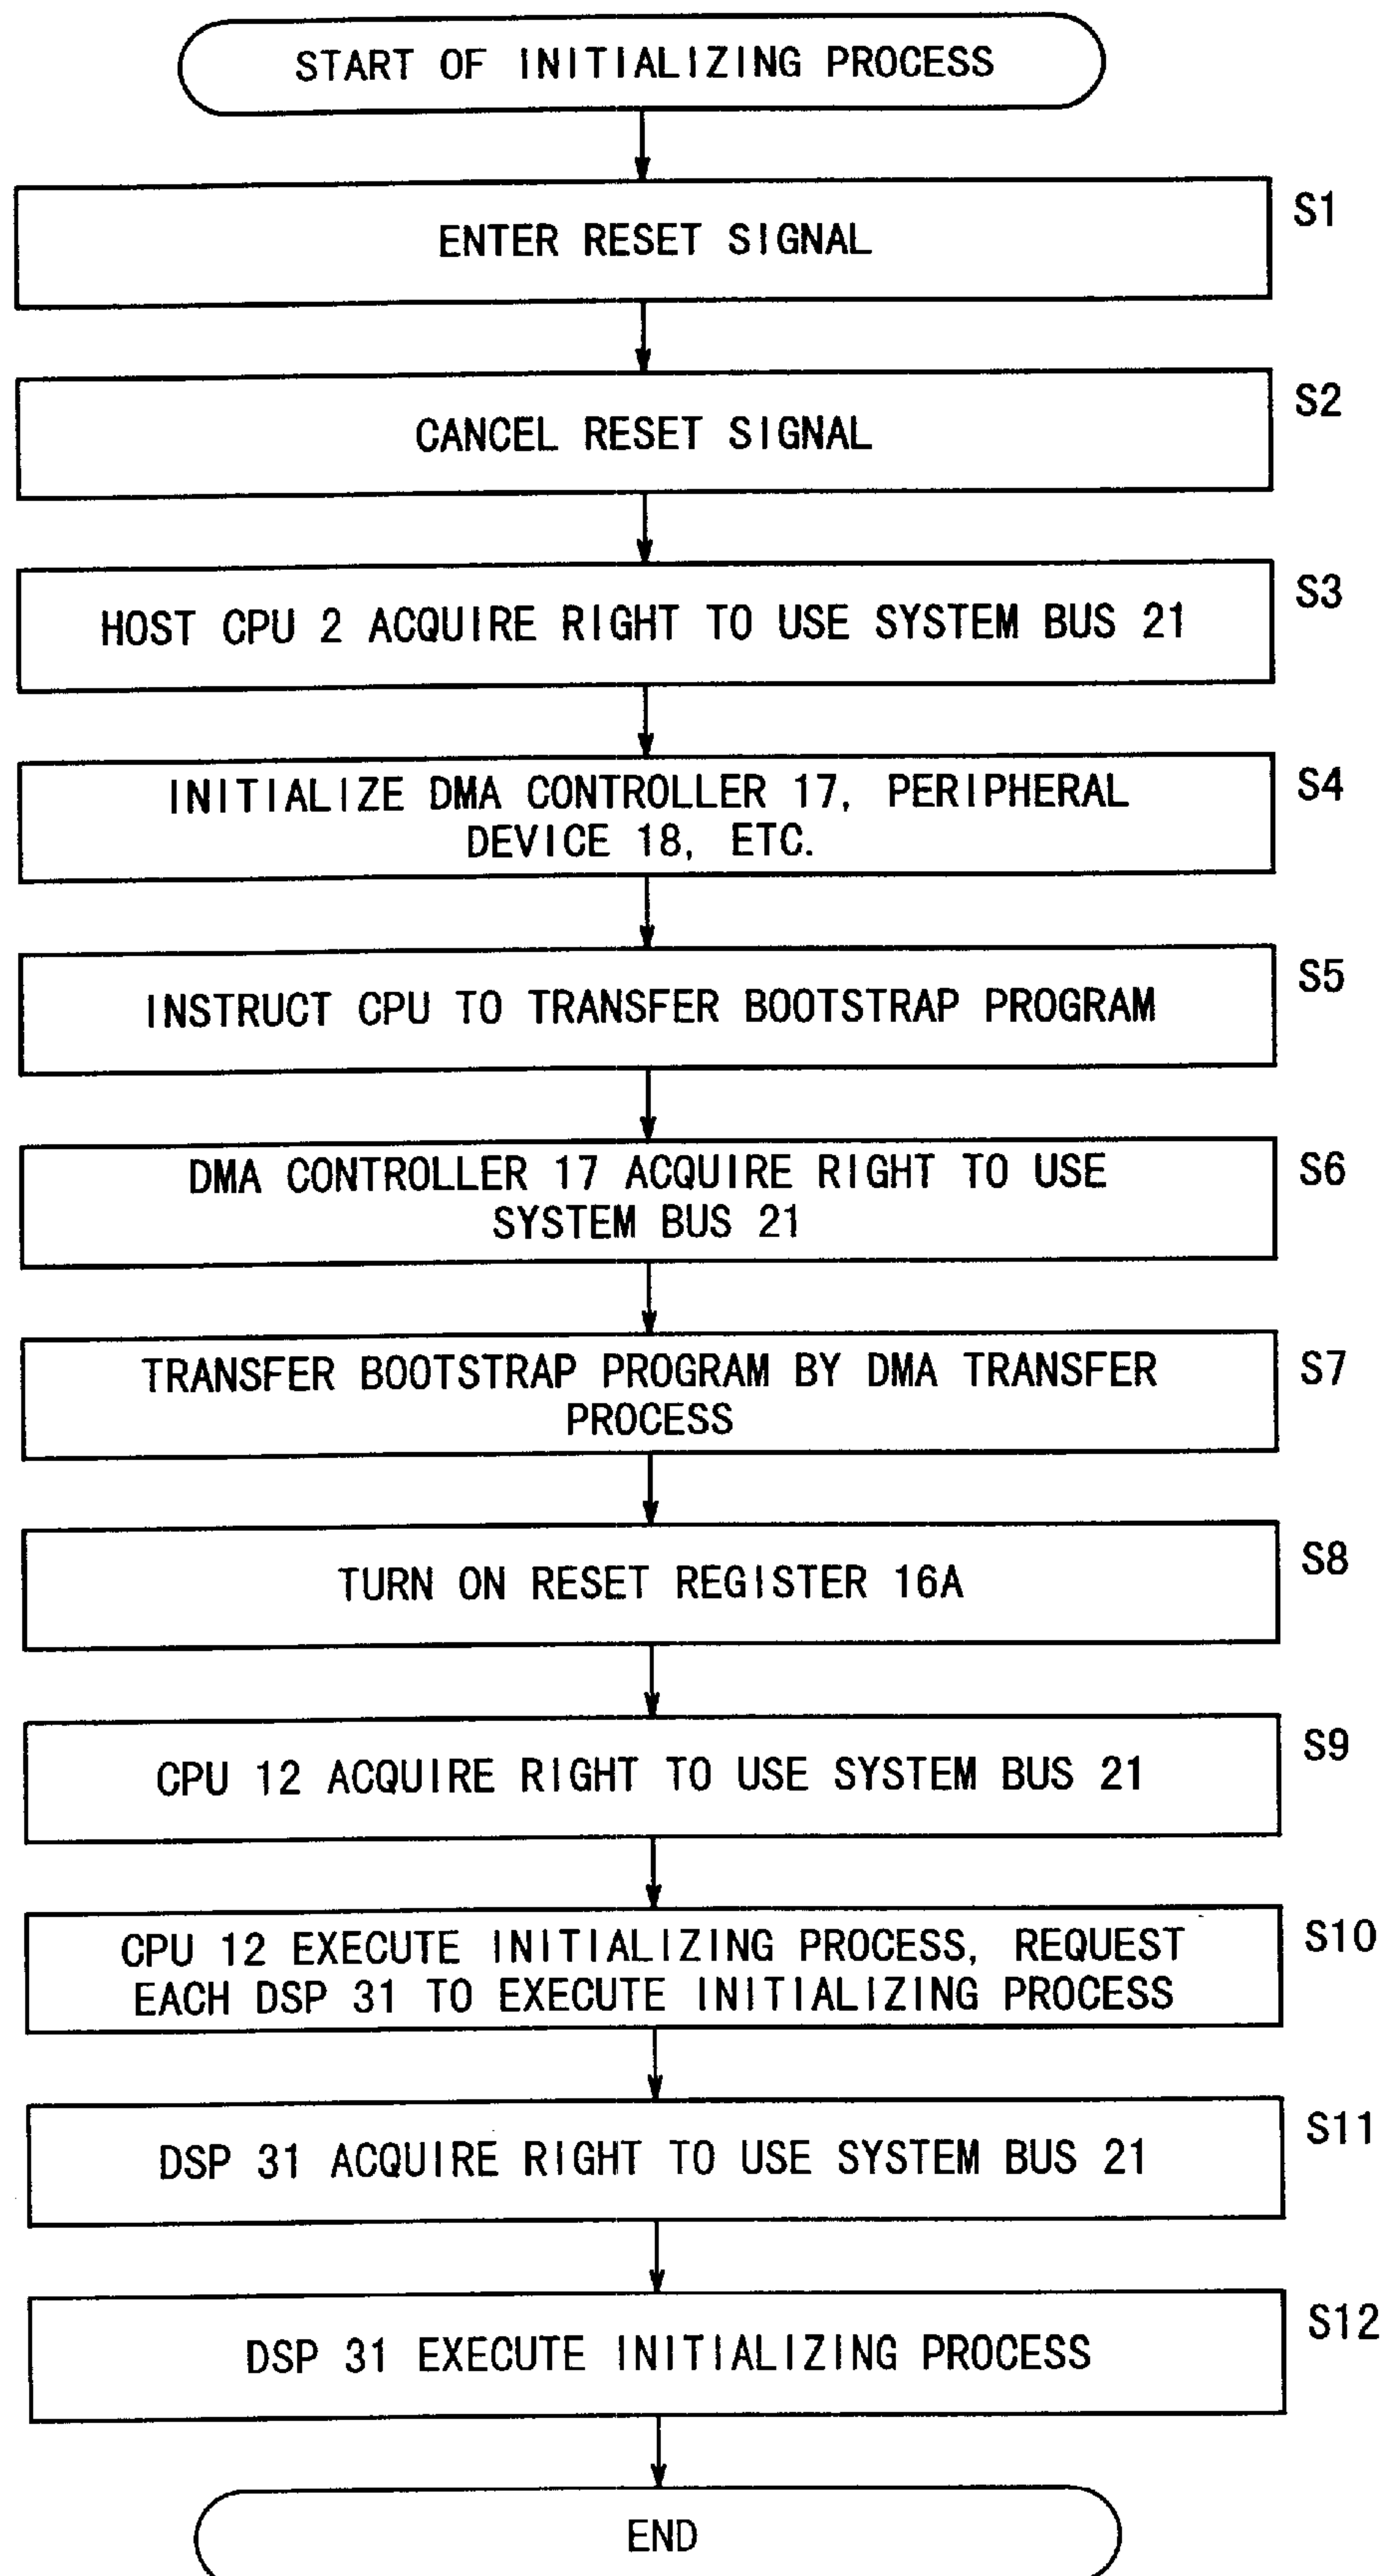 START OF INITIALIZING PROCESS
S1
ENTER RESET SIGNAL
S2
CANCEL RESET SIGNAL
S3
HOST CPU 2 ACQUIRE RIGHT TO USE SYSTEM BUS 21
S4
INITIALIZE DMA CONTROLLER 17, PERIPHERAL
DEVICE 18, ETC.
S5
INSTRUCT CPU TO TRANSFER BOOTSTRAP PROGRAM
S6
DMA CONTROLLER 17 ACQUIRE RIGHT TO USE
SYSTEM BUS 21
S7
TRANSFER BOOTSTRAP PROGRAM BY DMA TRANSFER
PROCESS
S8
TURN ON RESET REGISTER 16A
S9
CPU 12 ACQUIRE RIGHT TO USE SYSTEM BUS 21
S10
CPU 12 EXECUTE INITIALIZING PROCESS, REQUEST
EACH DSP 31 TO EXECUTE INITIALIZING PROCESS
S11
DSP 31 ACQUIRE RIGHT TO USE SYSTEM BUS 21
S12
DSP 31 EXECUTE INITIALIZING PROCESS
END